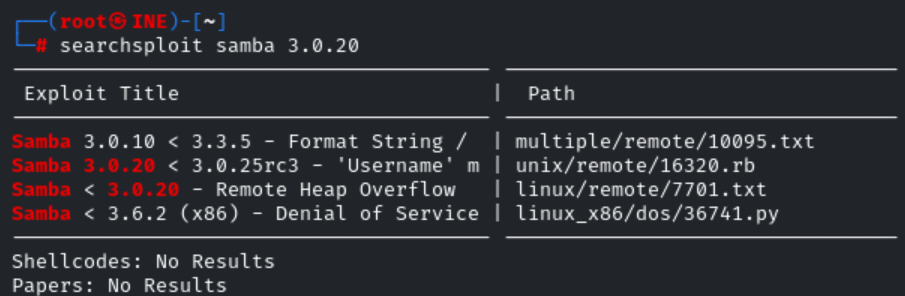 ┌──(root㉿INE)-[~]
└─# searchsploit samba 3.0.20
Exploit Title | Path
Samba 3.0.10 < 3.3.5 - Format String / | multiple/remote/10095.txt
Samba 3.0.20 < 3.0.25rc3 - 'Username' m | unix/remote/16320.rb
Samba < 3.0.20 - Remote Heap Overflow | linux/remote/7701.txt
Samba < 3.6.2 (x86) - Denial of Service | linux_x86/dos/36741.py
Shellcodes: No Results
Papers: No Results